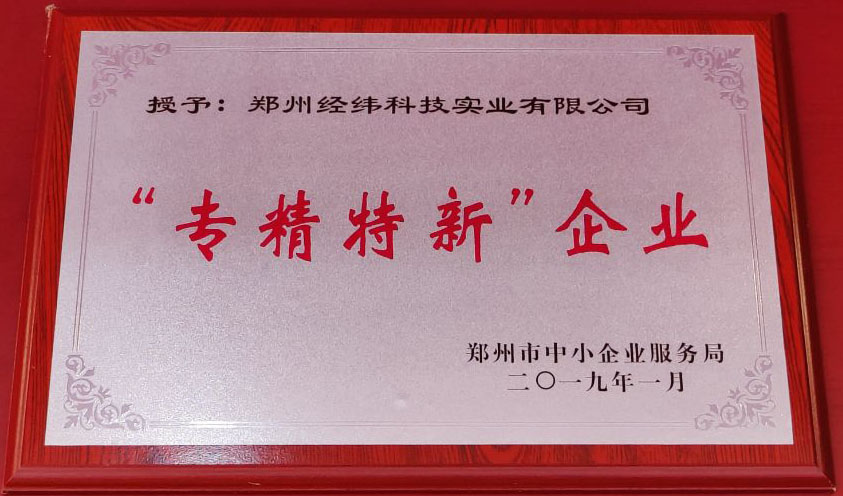 授予：郑州经纬科技实业有限公司
“专精特新”企业
郑州市中小企业服务局
二〇一九年一月